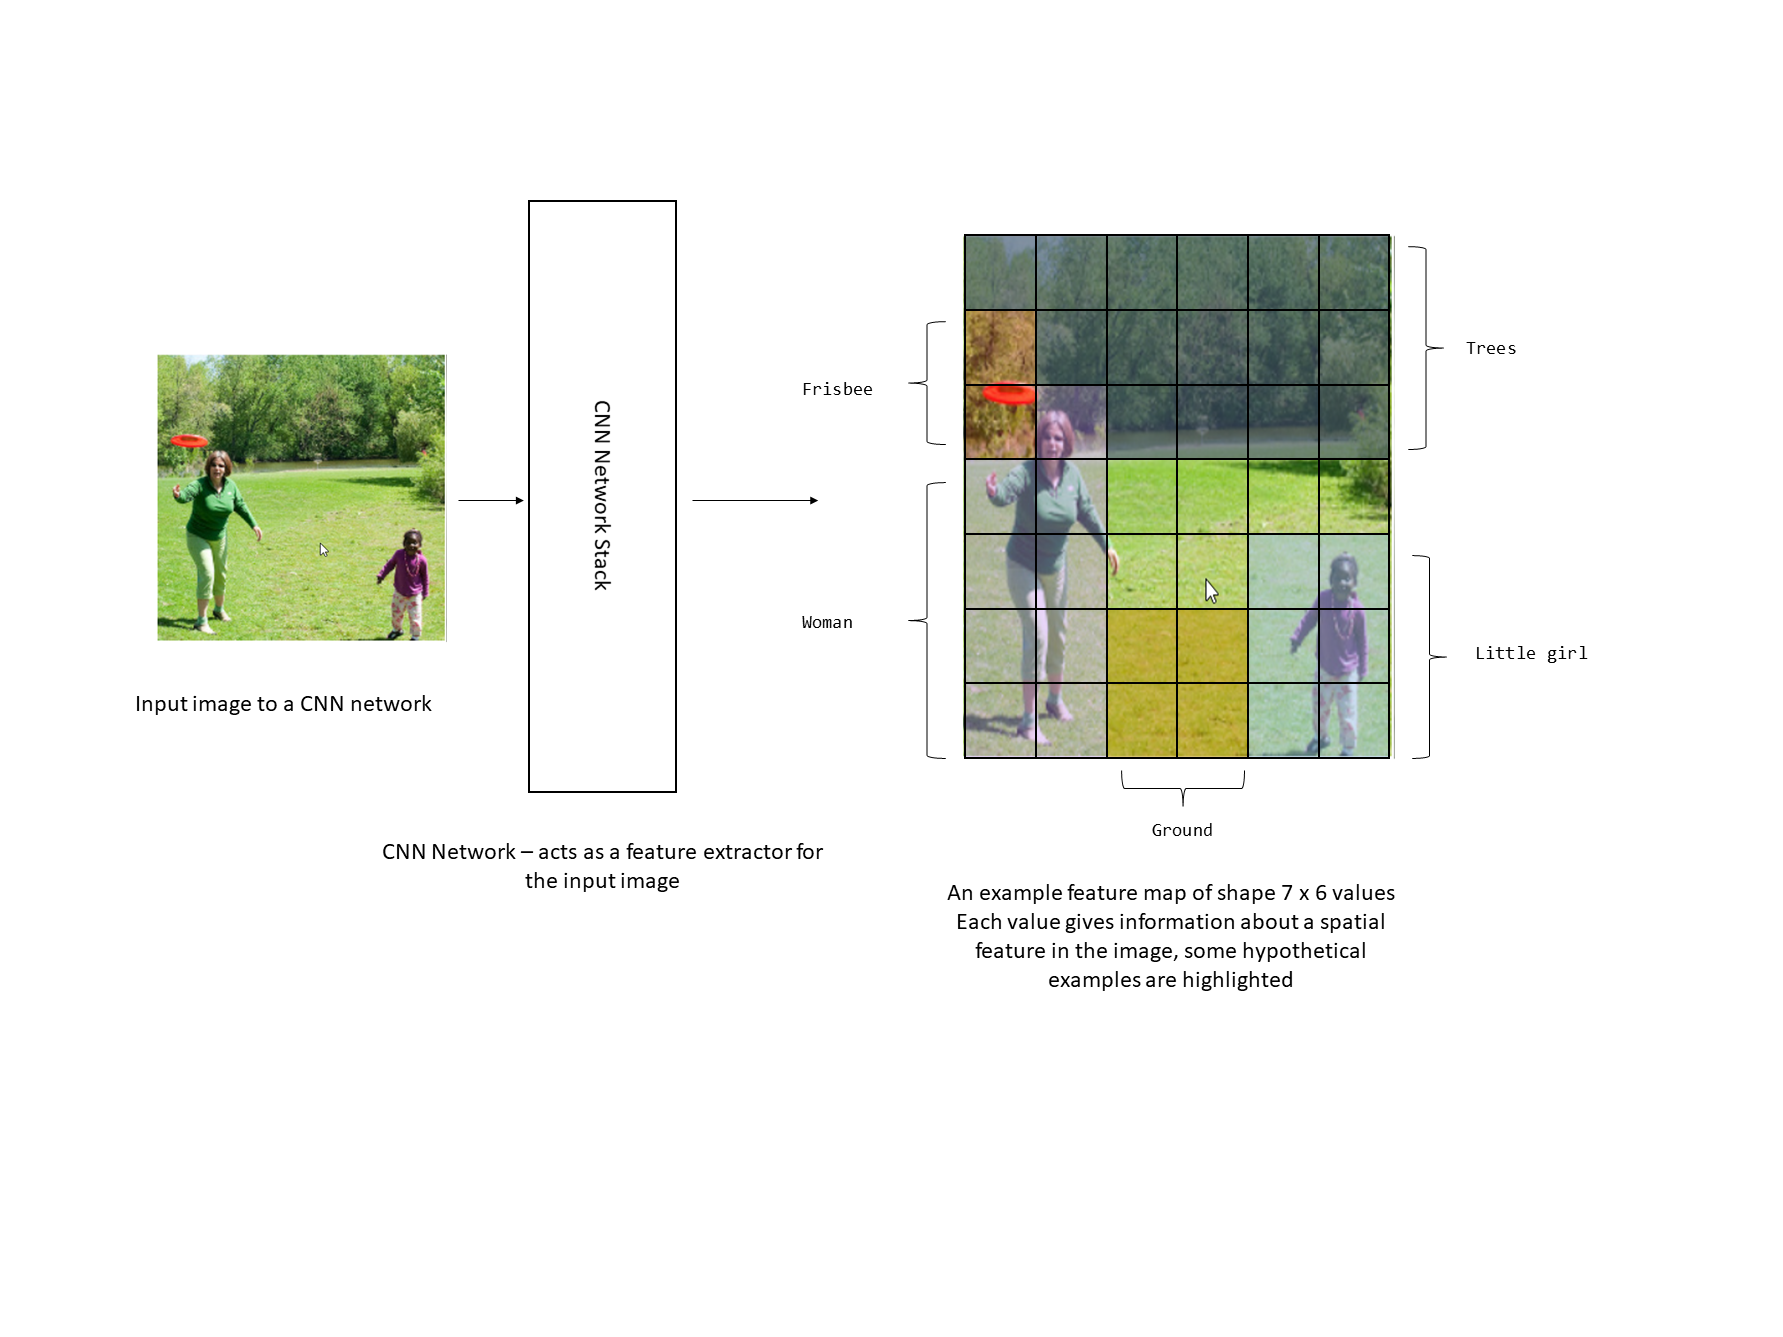 Input image to a CNN network
CNN Network Stack
CNN Network – acts as a feature extractor for
the input image
Frisbee
Woman
Trees
Little girl
Ground
An example feature map of shape 7 x 6 values
Each value gives information about a spatial
feature in the image, some hypothetical
examples are highlighted